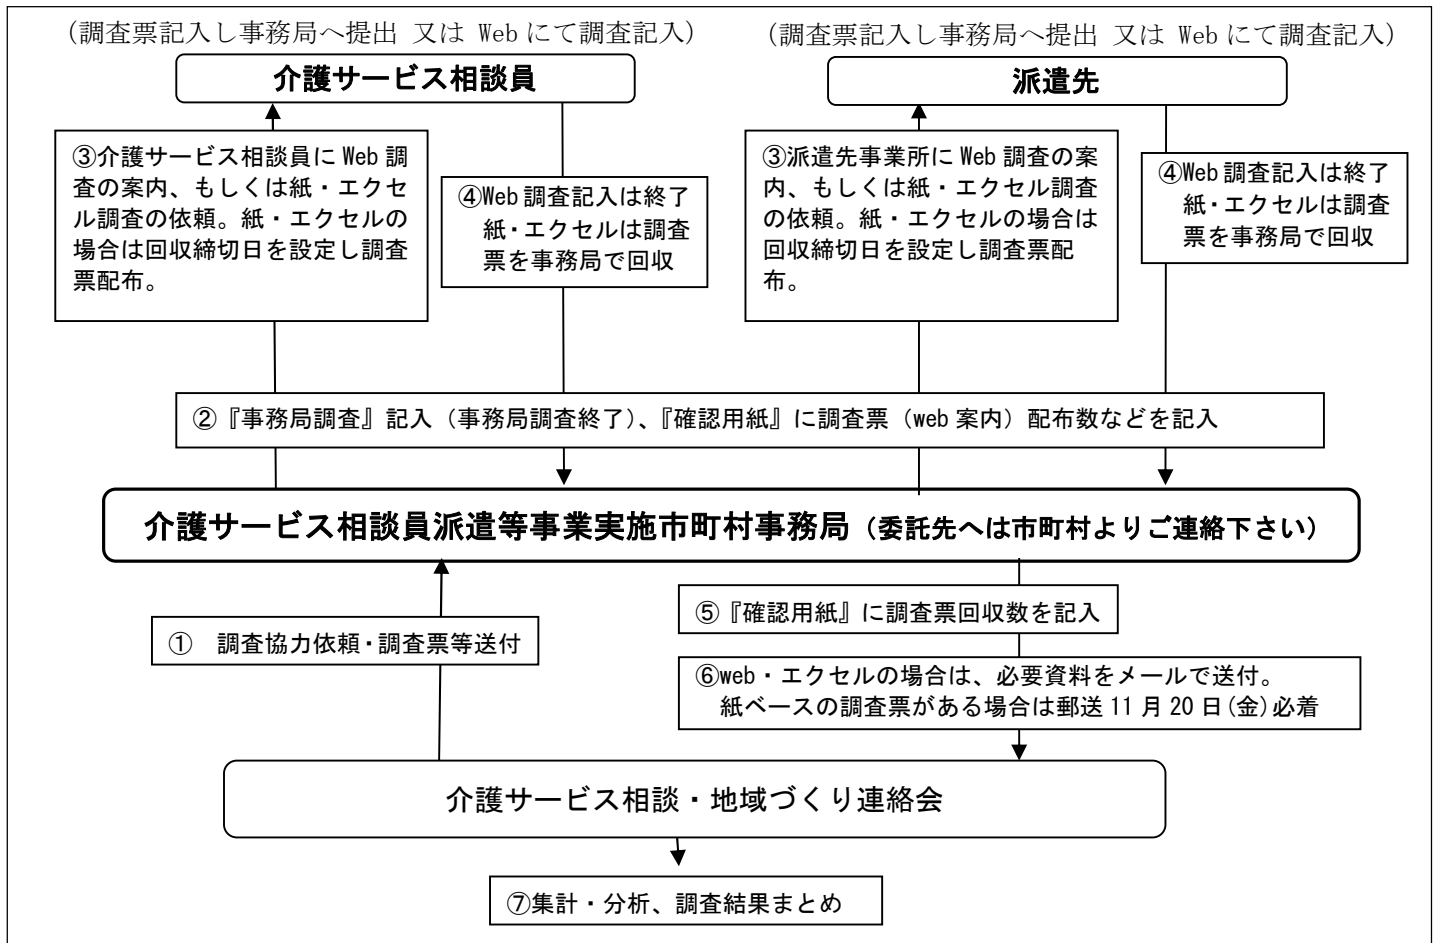 (調査票記入し事務局へ提出 又は Webにて調査記入)
(調査票記入し事務局へ提出 又は Webにて調査記入)
介護サービス相談員
派遣先
③介護サービス相談員に Web 調
査の案内、もしくは紙・エクセ
ル調査の依頼。紙・エクセルの
場合は回収締切日を設定し調査
票配布。
④Web 調査記入は終了
紙・エクセルは調査
票を事務局で回収
③派遣先事業所に Web 調査の案
内、もしくは紙・エクセル調査
の依頼。紙・エクセルの場合は
回収締切日を設定し調査票配
布。
④Web 調査記入は終了
紙・エクセルは調査
票を事務局で回収
②『事務局調査』記入（事務局調査終了）、『確認用紙』に調査票（web 案内）配布数などを記入
介護サービス相談員派遣等事業実施市町村事務局（委託先へは市町村よりご連絡下さい）
① 調査協力依頼・調査票等送付
⑤『確認用紙』に調査票回収数を記入
⑥web・エクセルの場合は、必要資料をメールで送付。
紙ベースの調査票がある場合は郵送 11 月 20 日(金)必着
介護サービス相談・地域づくり連絡会
⑦集計・分析、調査結果まとめ